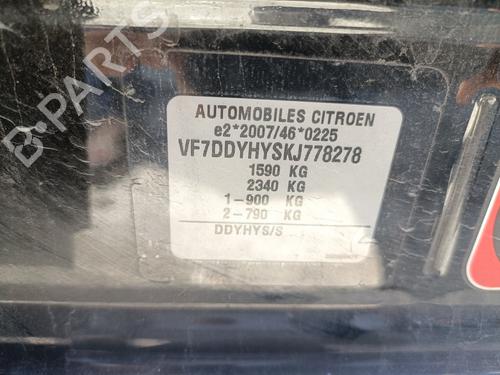 B-PARTS
AUTOMOBILES CITROEN
e2*2007/46*0225
VF7DDYHYSKJ778278
1590 KG
2340 KG
1-900 KG
2-790 KG
DDYHYS/S